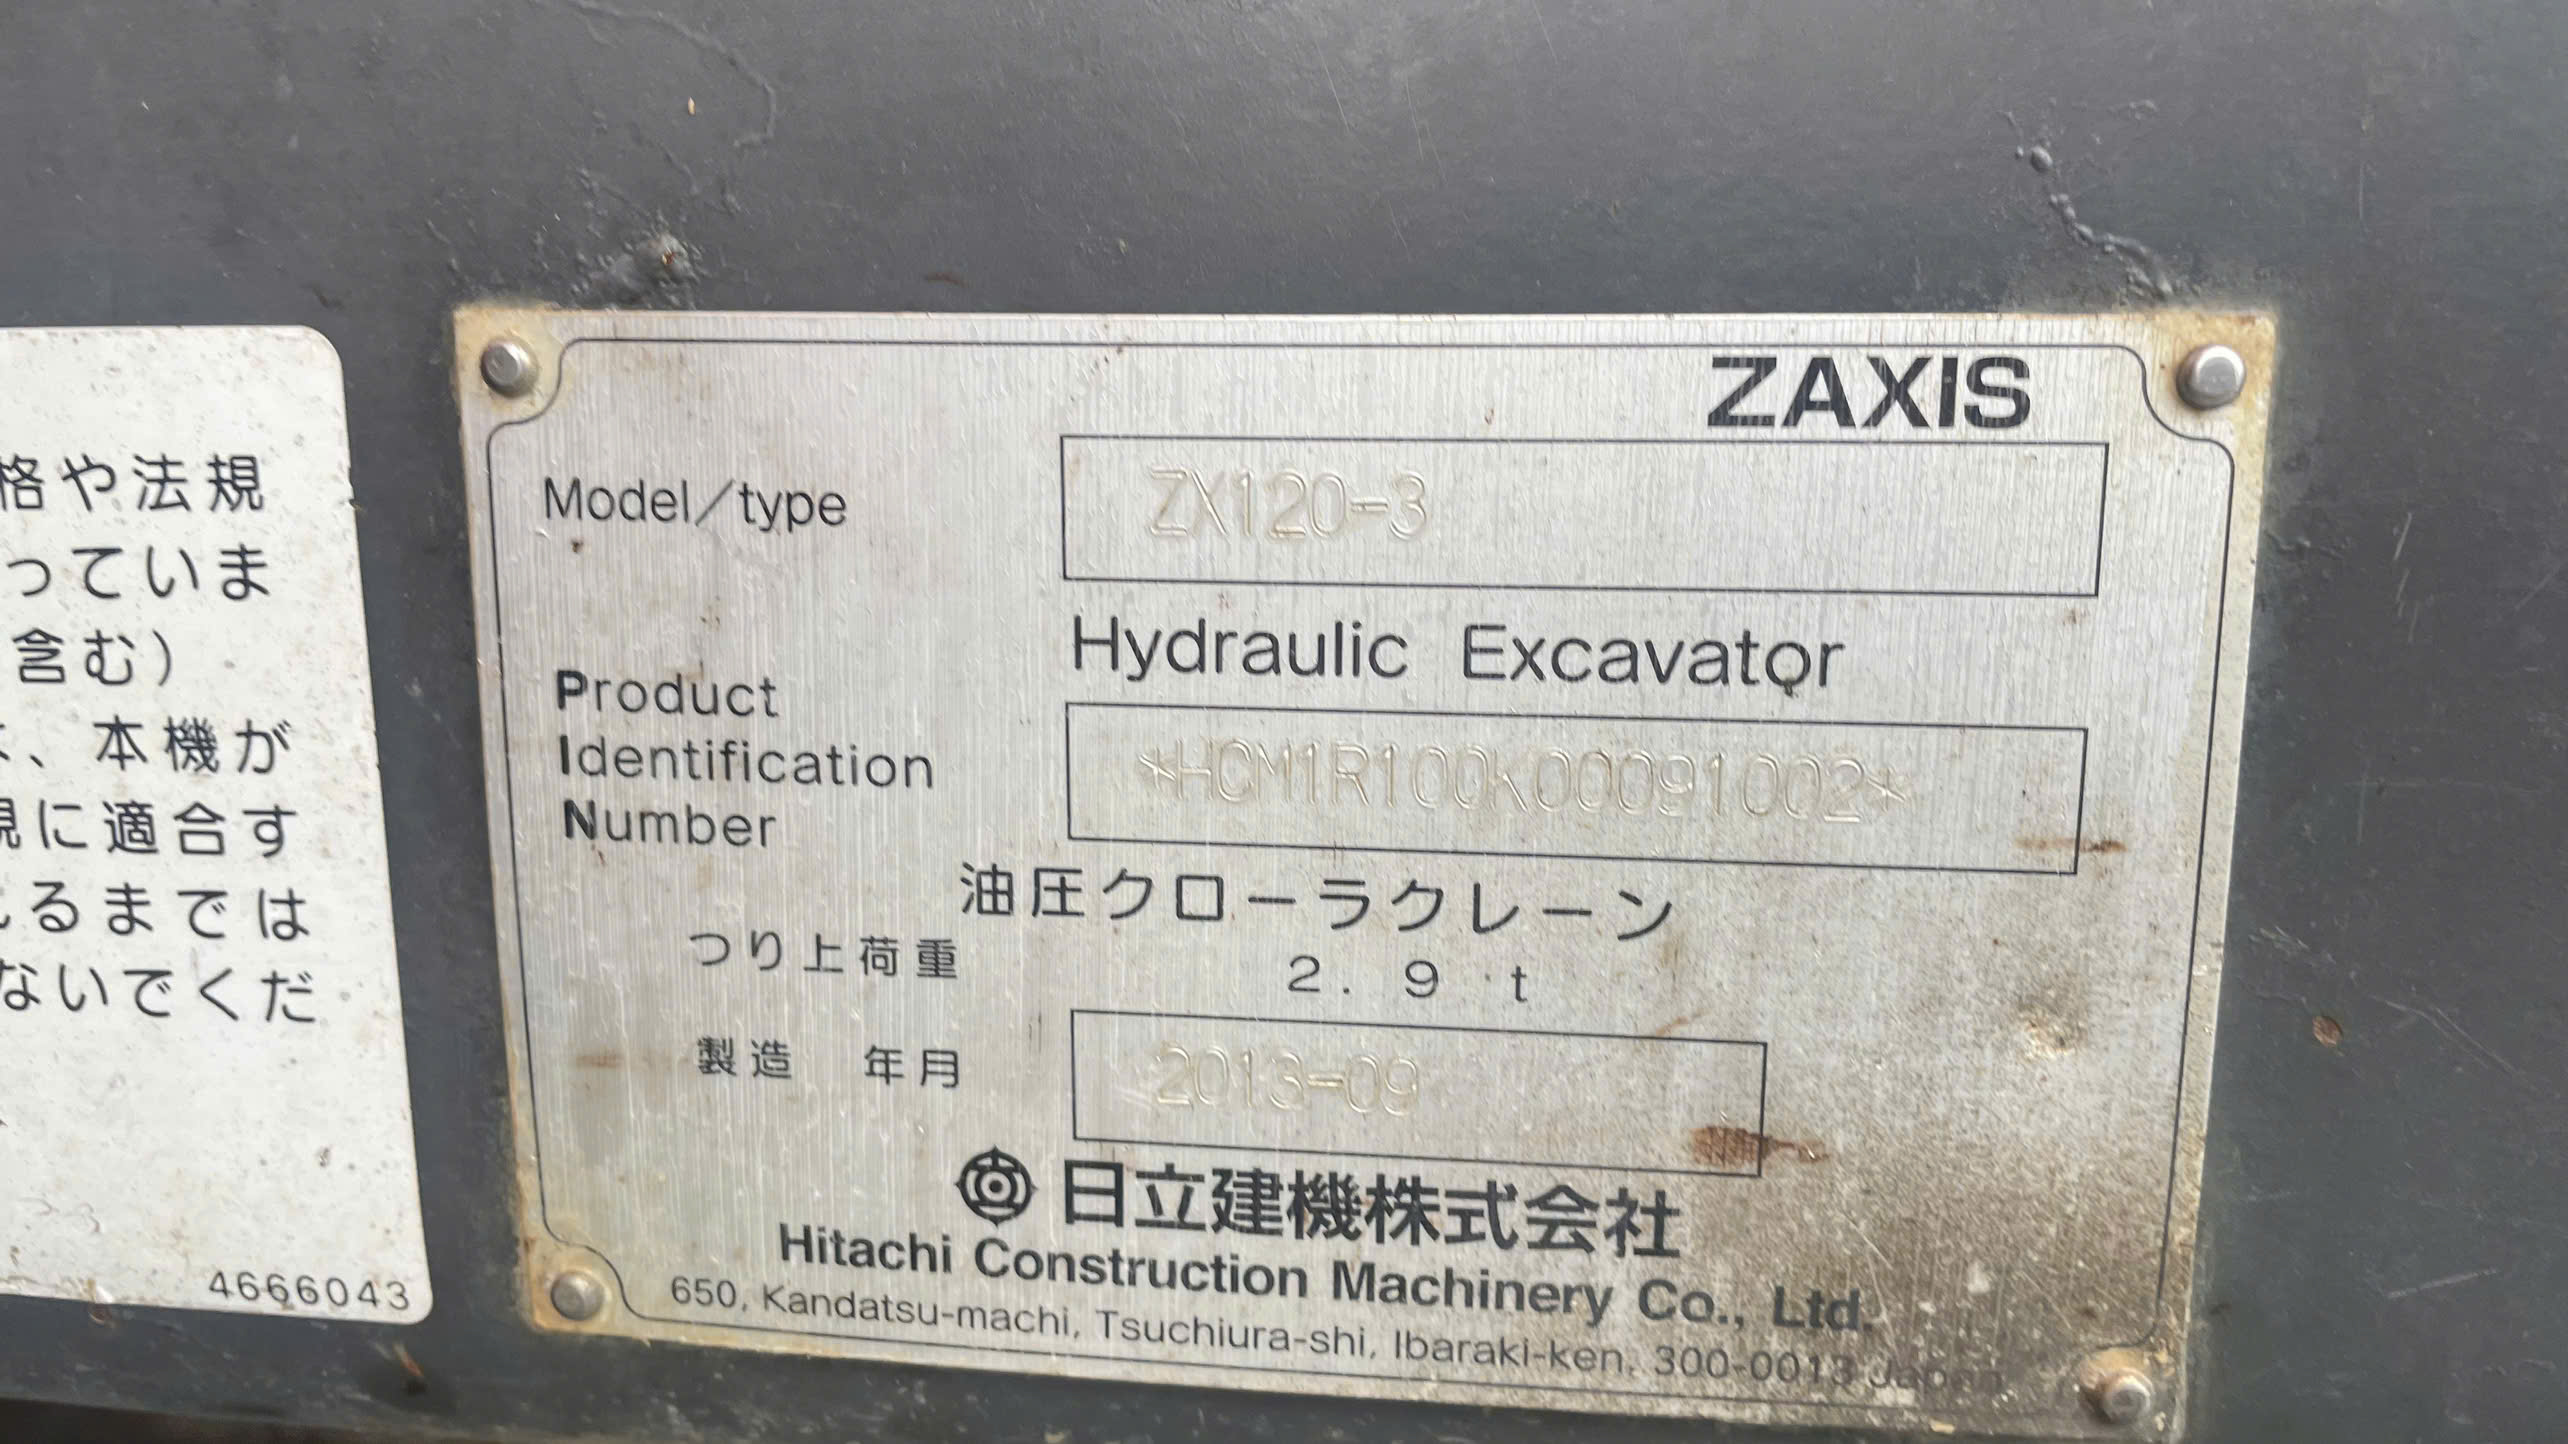 格や法規
っていま
含む）
、本機が
規に適合す
るまでは
ないでくだ
4666043
ZAXIS
Model/type
ZX120-3
Hydraulic Excavator
Product
Identification
Number
*HCM1R100K00091002*
油圧クローラクレーン
つり上荷重 2. 9 t
製造 年月 2013-09
日立建機株式会社
Hitachi Construction Machinery Co., Ltd.
650, Kandatsu-machi, Tsuchiura-shi, Ibaraki-ken, 300-0013 Japan